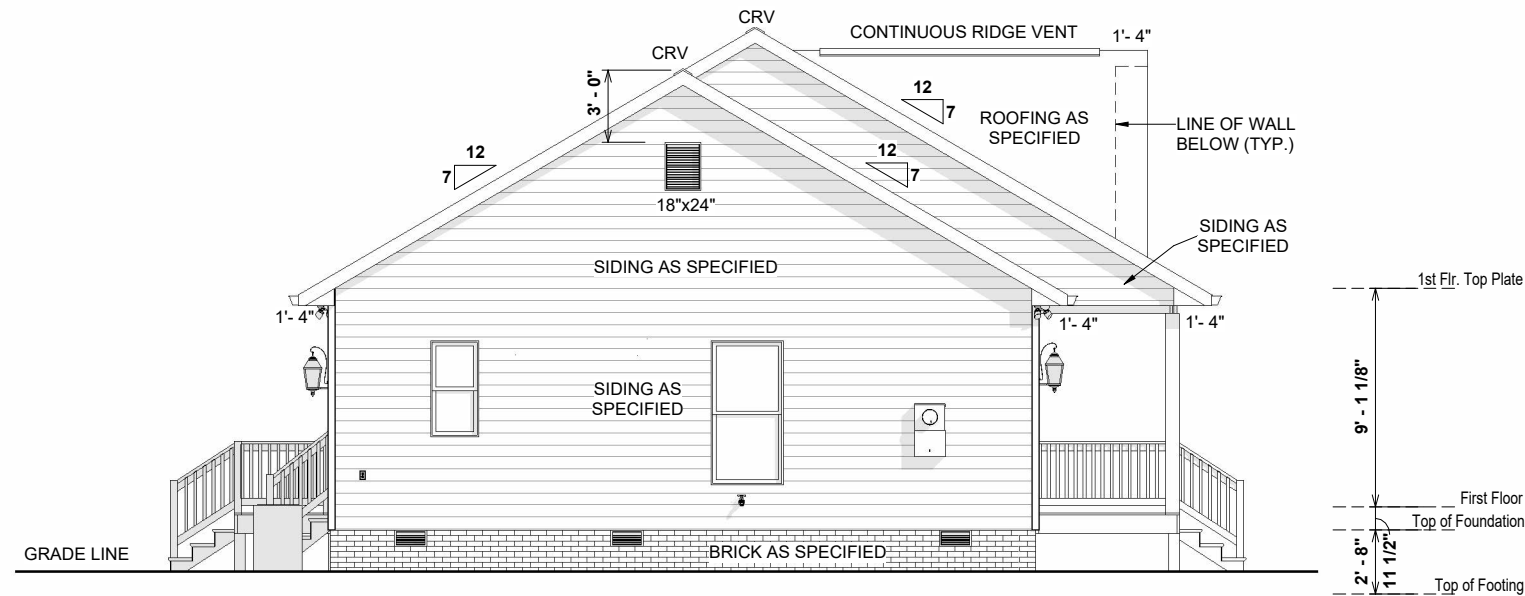 CRV
CONTINUOUS RIDGE VENT
1'- 4"
CRV
3' - 0"
12
7
ROOFING AS
SPECIFIED
LINE OF WALL
BELOW (TYP.)
12
7
12
7
18"x24"
SIDING AS
SPECIFIED
SIDING AS SPECIFIED
1st Flr. Top Plate
1'- 4"
1'- 4"
1'- 4"
SIDING AS
SPECIFIED
9' - 1 1/8"
First Floor
Top of Foundation
GRADE LINE
BRICK AS SPECIFIED
2' - 8"
11 1/2"
Top of Footing